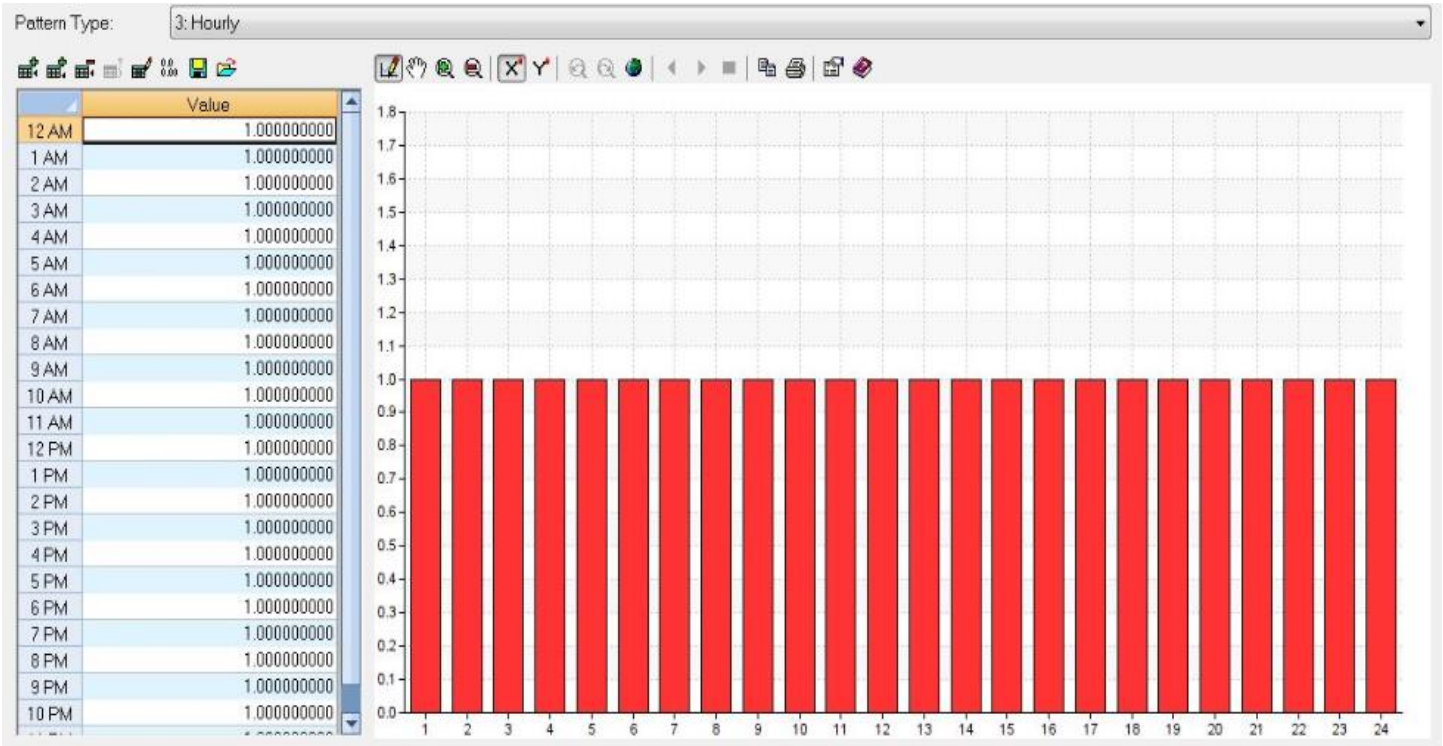 Pattern Type: 3: Hourly
Value
12 AM 1.000000000
1 AM 1.000000000
2 AM 1.000000000
3 AM 1.000000000
4 AM 1.000000000
5 AM 1.000000000
6 AM 1.000000000
7 AM 1.000000000
8 AM 1.000000000
9 AM 1.000000000
10 AM 1.000000000
11 AM 1.000000000
12 PM 1.000000000
1 PM 1.000000000
2 PM 1.000000000
3 PM 1.000000000
4 PM 1.000000000
5 PM 1.000000000
6 PM 1.000000000
7 PM 1.000000000
8 PM 1.000000000
9 PM 1.000000000
10 PM 1.000000000
1.8
1.7
1.6
1.5
1.4
1.3
1.2
1.1
1.0
0.9
0.8
0.7
0.6
0.5
0.4
0.3
0.2
0.1
0.0
1 2 3 4 5 6 7 8 9 10 11 12 13 14 15 16 17 18 19 20 21 22 23 24